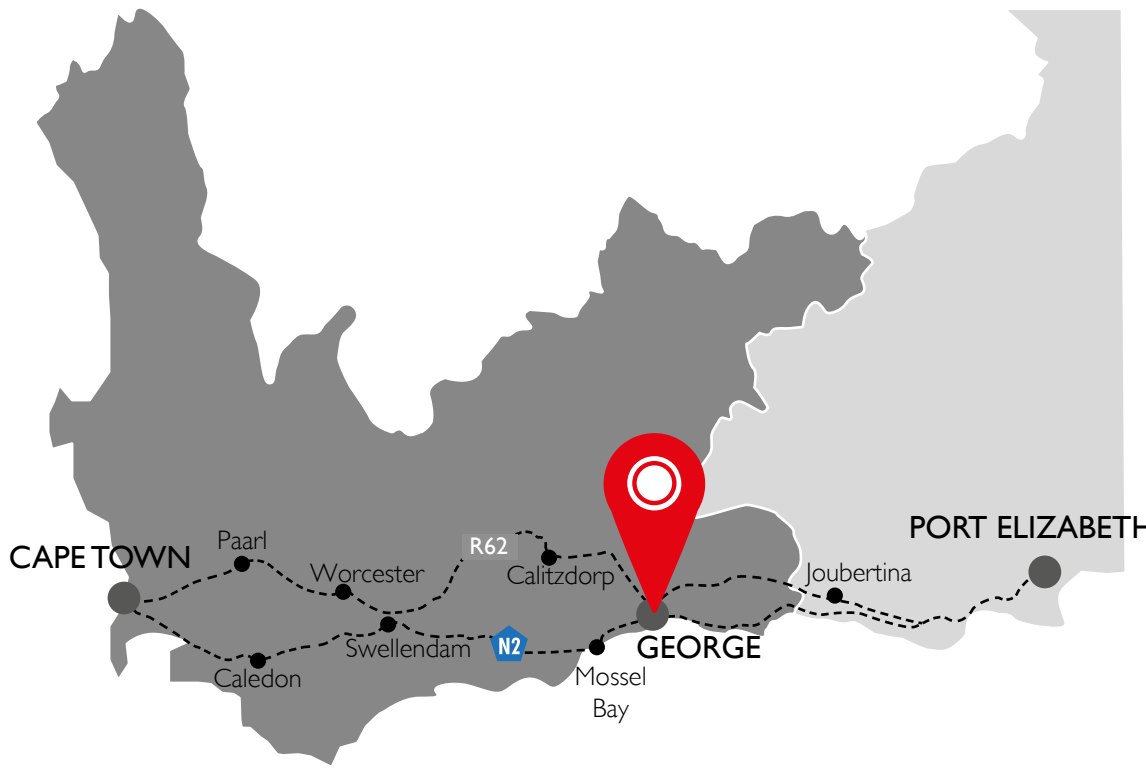 CAPE TOWN
Paarl
Worcester
R62
Calitzdorp
Joubertina
PORT ELIZABETH
Caledon
Swellendam
N2
Mossel
Bay
GEORGE